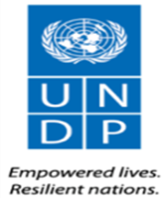 U N
D P
Empowered lives.
Resilient nations.